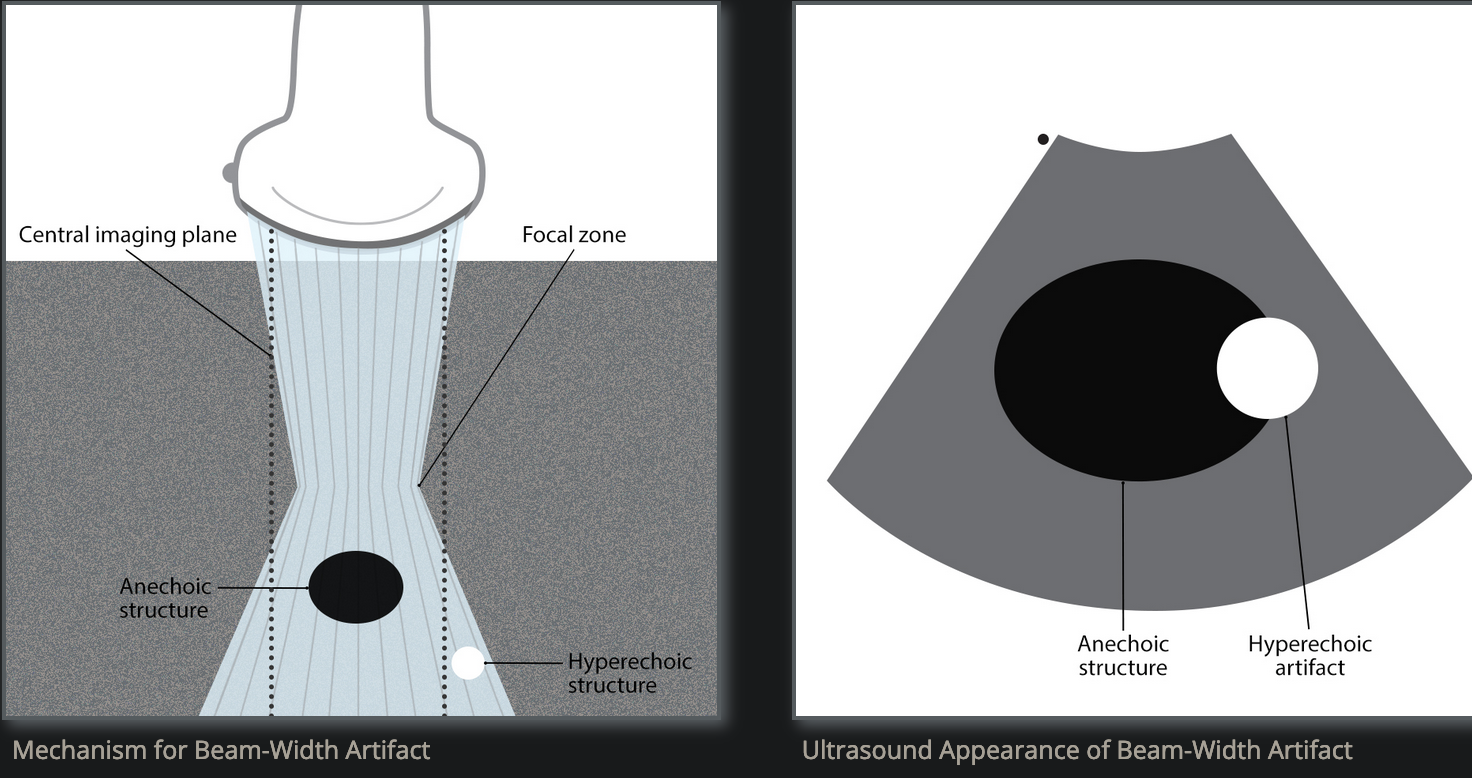 Central imaging plane
Focal zone
Anechoic
structure
Hyperechoic
structure
Mechanism for Beam-Width Artifact
Anechoic
structure
Hyperechoic
artifact
Ultrasound Appearance of Beam-Width Artifact